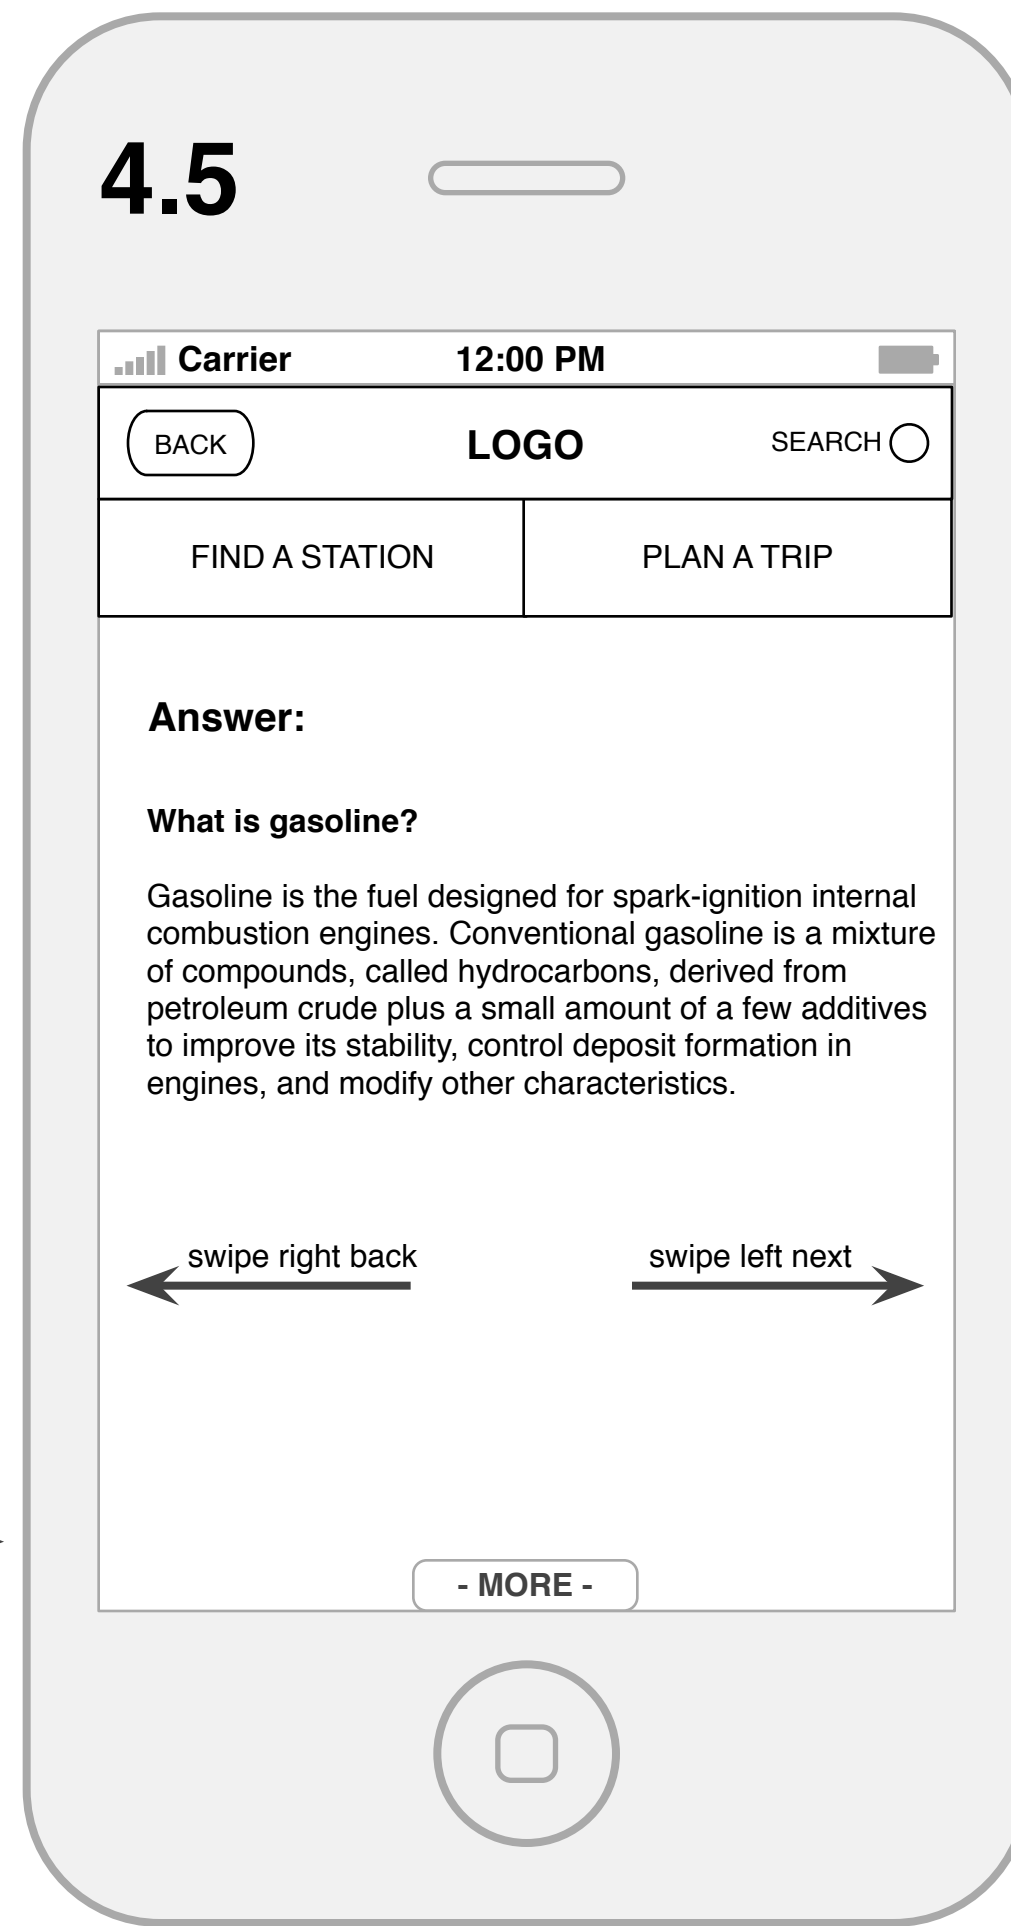 4.5
Carrier 12:00 PM
BACK LOGO SEARCH
FIND A STATION PLAN A TRIP
Answer:
What is gasoline?
Gasoline is the fuel designed for spark-ignition internal
combustion engines. Conventional gasoline is a mixture
of compounds, called hydrocarbons, derived from
petroleum crude plus a small amount of a few additives
to improve its stability, control deposit formation in
engines, and modify other characteristics.
swipe right back swipe left next
- MORE -